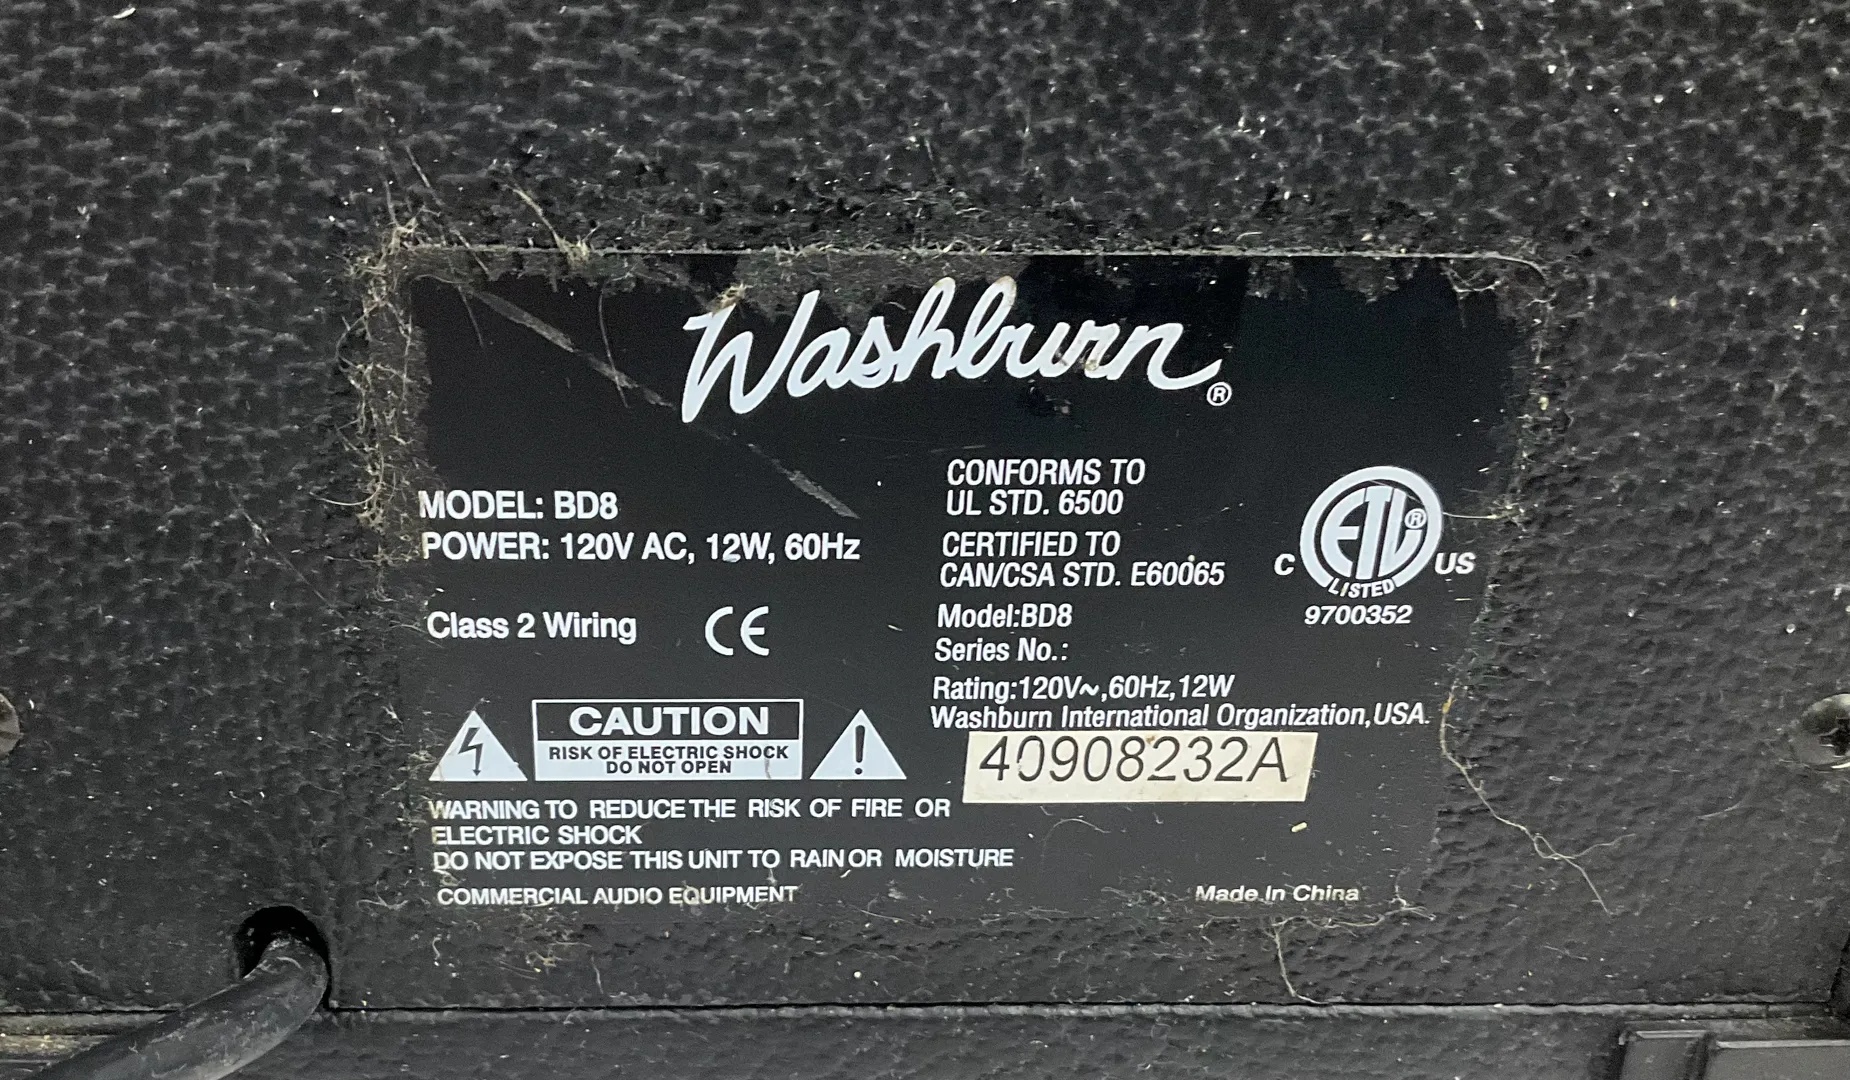 Washburn®
MODEL: BD8
POWER: 120V AC, 12W, 60Hz
Class 2 Wiring CE
CAUTION
RISK OF ELECTRIC SHOCK
DO NOT OPEN
WARNING TO REDUCE THE RISK OF FIRE OR
ELECTRIC SHOCK
DO NOT EXPOSE THIS UNIT TO RAIN OR MOISTURE
COMMERCIAL AUDIO EQUIPMENT
CONFORMS TO
UL STD. 6500
CERTIFIED TO
CAN/CSA STD. E60065
Model:BD8
Series No.:
Rating:120V~,60Hz,12W
Washburn International Organization,USA.
40908232A
C ETL® US
LISTED
9700352
Made In China